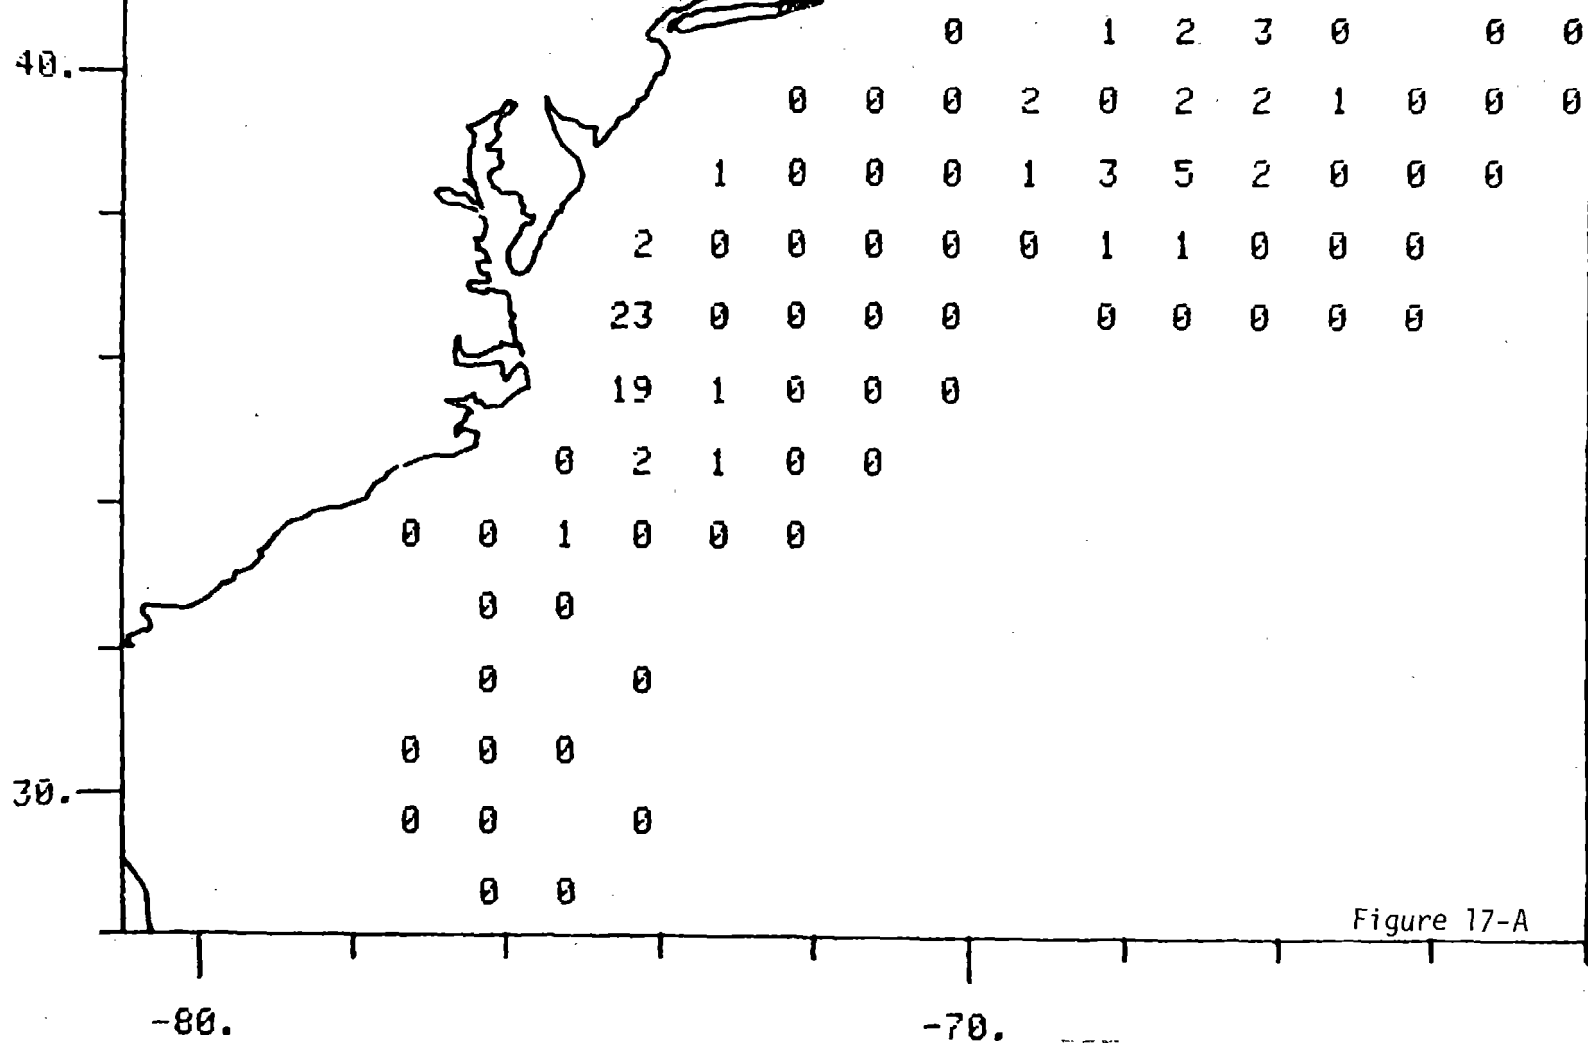 0 1 2 3 0 0 0
40.
0 0 0 2 0 2 2 1 0 0 0
1 0 0 0 1 3 5 2 0 0 0
2 0 0 0 0 0 1 1 0 0 0
23 0 0 0 0 0 0 0 0 0
19 1 0 0 0
0 2 1 0 0
0 0 1 0 0 0
0 0
0 0
0 0 0
30.
0 0 0
0 0
Figure 17-A
-80. -70.